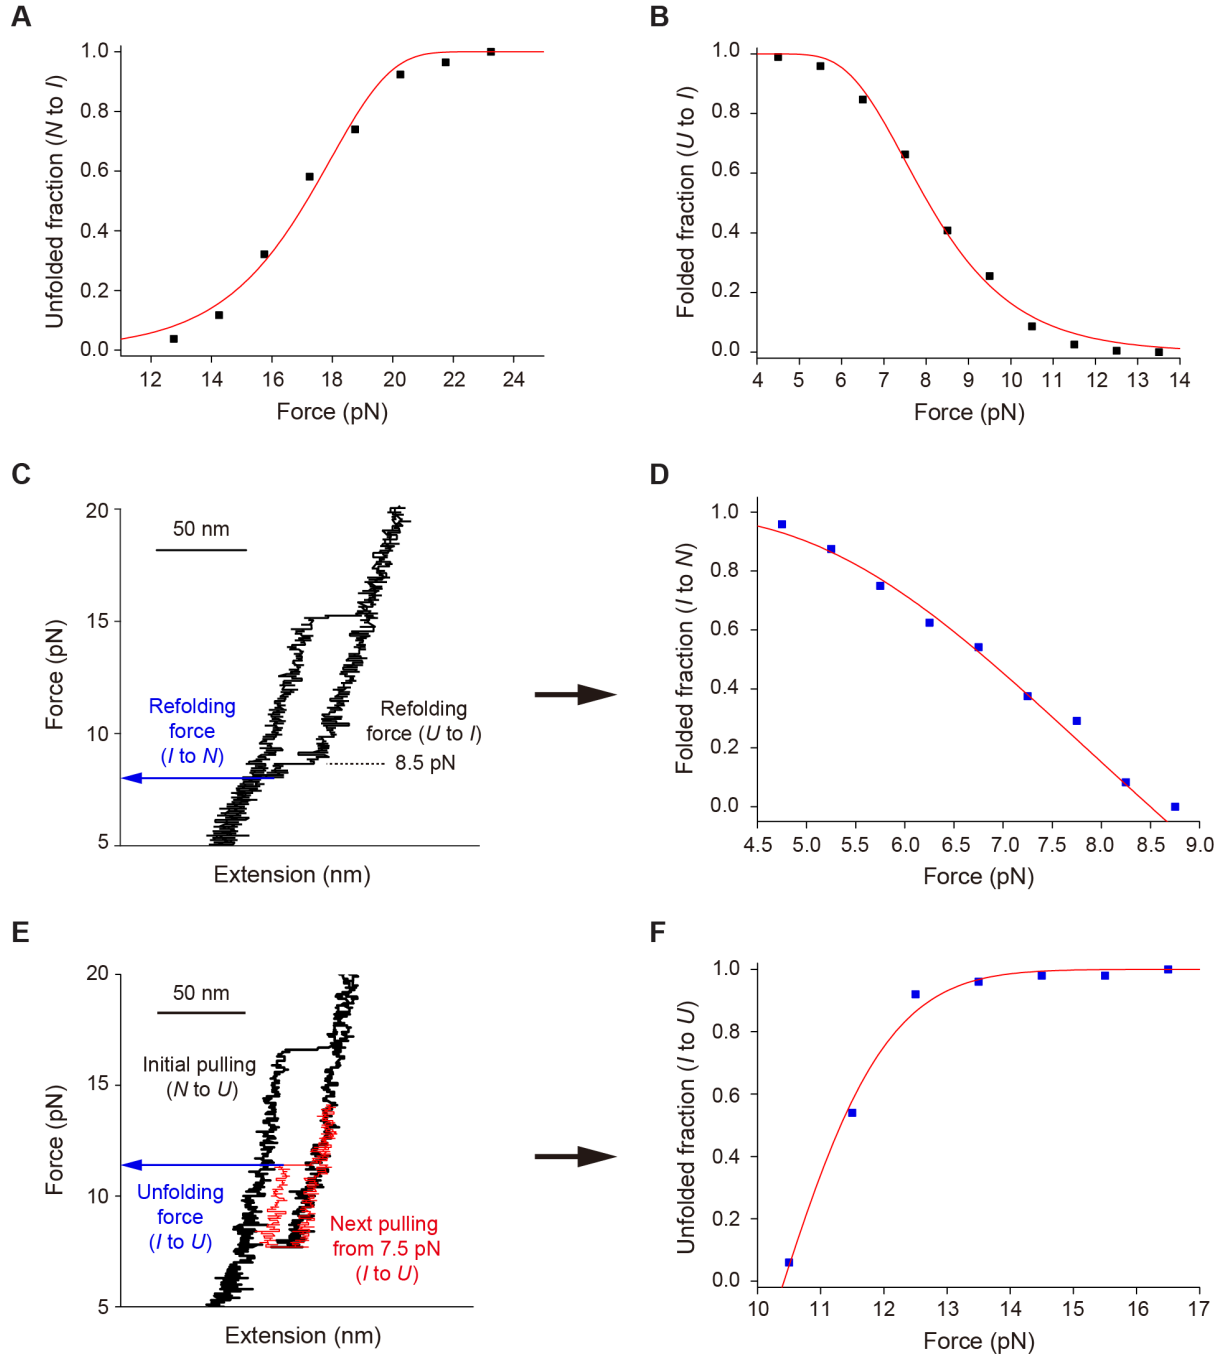 A
Unfolded fraction (N to I)
1.0
0.8
0.6
0.4
0.2
0.0
12 14 16 18 20 22 24
Force (pN)
B
Folded fraction (U to I)
1.0
0.8
0.6
0.4
0.2
0.0
4 5 6 7 8 9 10 11 12 13 14
Force (pN)
C
Force (pN)
20
15
10
5
50 nm
Refolding
force
(I to N)
Refolding
force (U to I)
8.5 pN
Extension (nm)
D
Folded fraction (I to N)
1.0
0.8
0.6
0.4
0.2
0.0
4.5 5.0 5.5 6.0 6.5 7.0 7.5 8.0 8.5 9.0
Force (pN)
E
Force (pN)
20
15
10
5
50 nm
Initial pulling
(N to U)
Unfolding
force
(I to U)
Next pulling
from 7.5 pN
(I to U)
Extension (nm)
F
Unfolded fraction (I to U)
1.0
0.8
0.6
0.4
0.2
0.0
10 11 12 13 14 15 16 17
Force (pN)